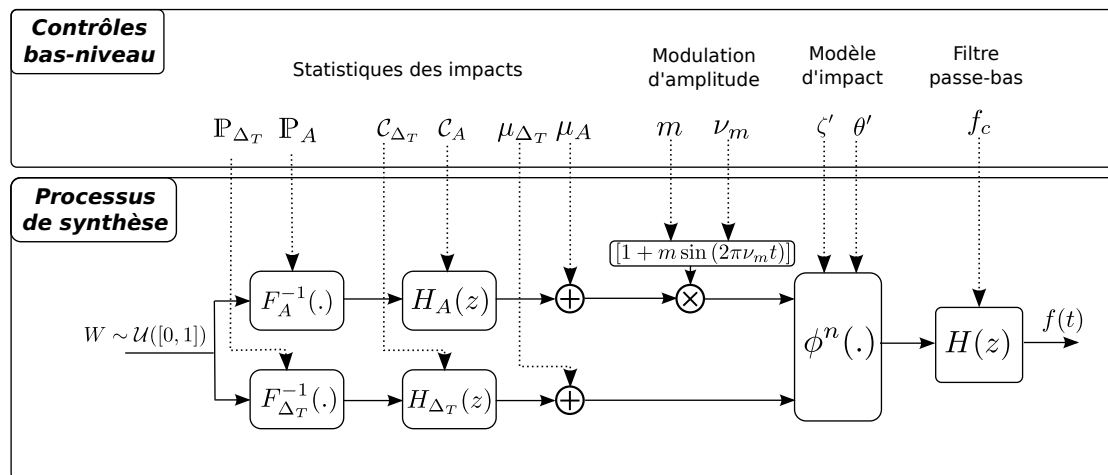 Contrôles
bas-niveau
Statistiques des impacts
Modulation
d'amplitude
Modèle
d'impact
Filtre
passe-bas
ℙ_{Δ_T} ℙ_A 𝒞_{Δ_T} 𝒞_A μ_{Δ_T} μ_A m ν_m ζ′ θ′ f_c
Processus
de synthèse
[1 + m sin (2πν_m t)]
W ∼ 𝒰([0, 1])
F_A^{-1}(.)
H_A(z)
+
×
F_{Δ_T}^{-1}(.)
H_{Δ_T}(z)
+
ϕ^n(.)
H(z)
f(t)